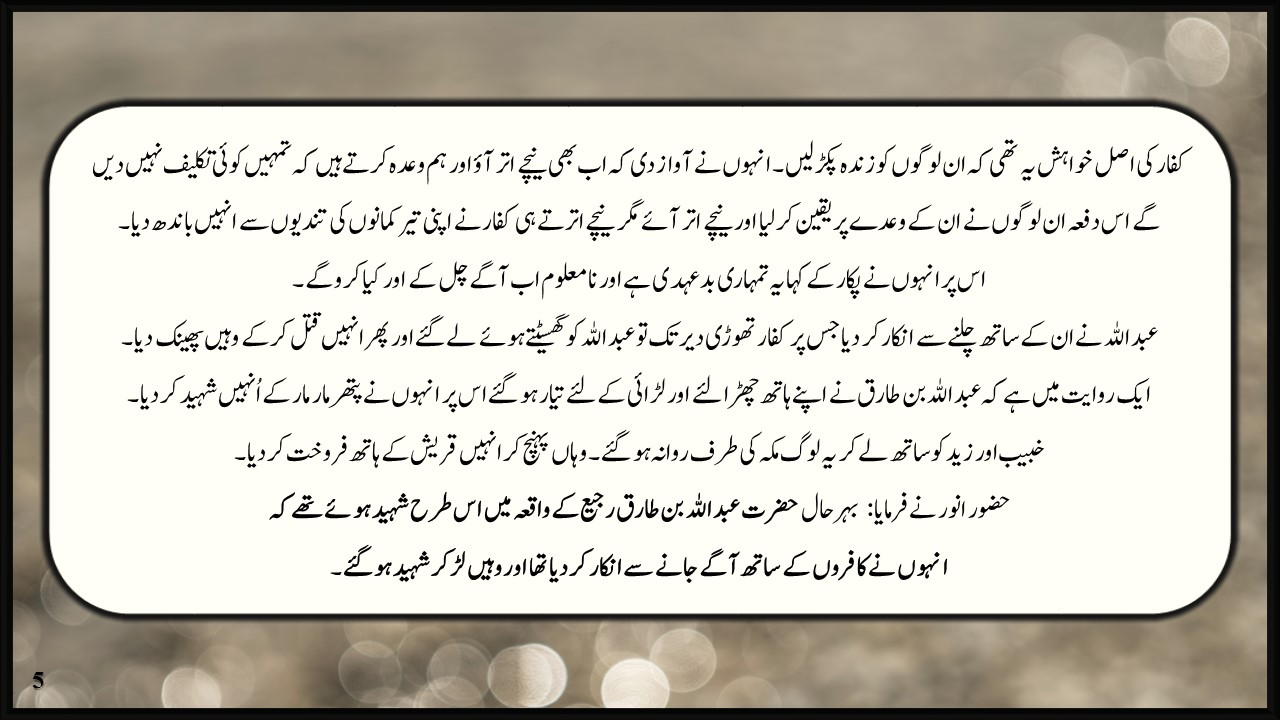 کفار کی اصل خواہش یہ تھی کہ ان لوگوں کو زندہ پکڑ لیں۔ انہوں نے آواز دی کہ اب بھی نیچے اتر آؤ اور ہم وعدہ کرتے ہیں کہ تمہیں کوئی تکلیف نہیں دیں
گے اس دفعہ ان لوگوں نے ان کے وعدے پر یقین کر لیا اور نیچے اتر آئے مگر نیچے اترتے ہی کفار نے اپنی تیر کمانوں کی تندیوں سے انہیں باندھ دیا۔
اس پر انہوں نے پکار کے کہا یہ تمہاری بدعہدی ہے اور نامعلوم اب آگے چل کے اور کیا کرو گے۔
عبد اللہ نے ان کے ساتھ چلنے سے انکار کر دیا جس پر کفار تھوڑی دیر تک تو عبد اللہ کو گھسیٹتے ہوئے لے گئے اور پھر انہیں قتل کر کے وہیں پھینک دیا۔
ایک روایت میں ہے کہ عبد اللہ بن طارق نے اپنے ہاتھ چھڑا لئے اور لڑائی کے لئے تیار ہو گئے اس پر انہوں نے پتھر مار مار کے اُنہیں شہید کر دیا۔
خبیب اور زید کو ساتھ لے کر یہ لوگ مکہ کی طرف روانہ ہو گئے۔ وہاں پہنچ کر انہیں قریش کے ہاتھ فروخت کر دیا۔
حضور انور نے فرمایا: بہر حال حضرت عبد اللہ بن طارق رجیع کے واقعہ میں اس طرح شہید ہوئے تھے کہ
انہوں نے کافروں کے ساتھ آگے جانے سے انکار کر دیا تھا اور وہیں لڑ کر شہید ہو گئے۔
5